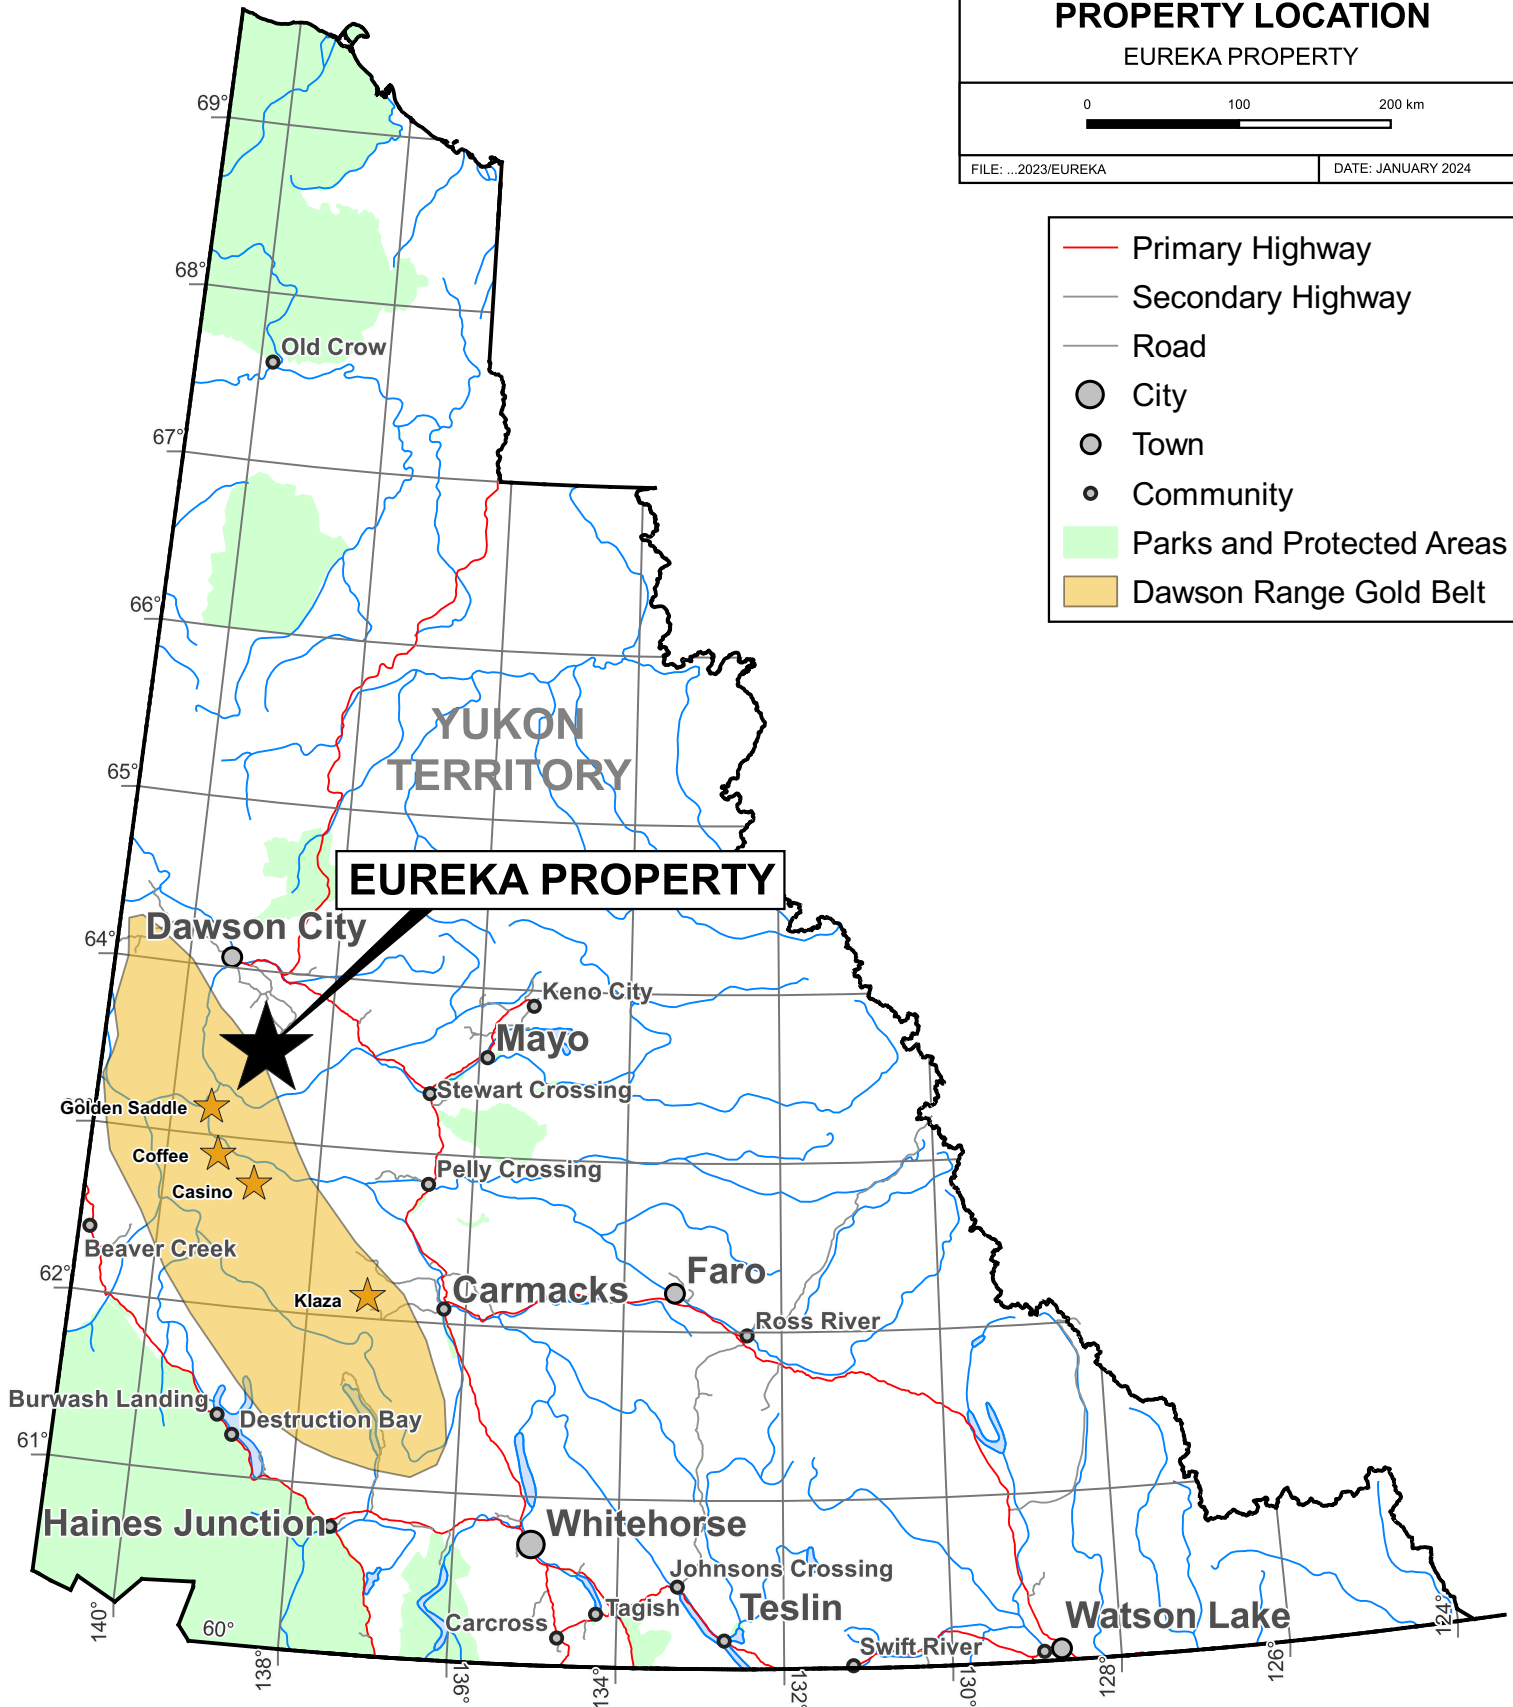 PROPERTY LOCATION
EUREKA PROPERTY
0 100 200 km
FILE: ...2023/EUREKA
DATE: JANUARY 2024
Primary Highway
Secondary Highway
Road
City
Town
Community
Parks and Protected Areas
Dawson Range Gold Belt
69°
68°
Old Crow
67°
66°
YUKON
TERRITORY
65°
EUREKA PROPERTY
Dawson City
64°
Keno City
Mayo
Stewart Crossing
Golden Saddle
Coffee
Pelly Crossing
Casino
Beaver Creek
62°
Faro
Carmacks
Klaza
Ross River
Burwash Landing
Destruction Bay
61°
Haines Junction
Whitehorse
Johnsons Crossing
Tagish
Teslin
Carcross
Watson Lake
Swift River
60°
140°
138°
136°
134°
132°
130°
128°
126°
124°